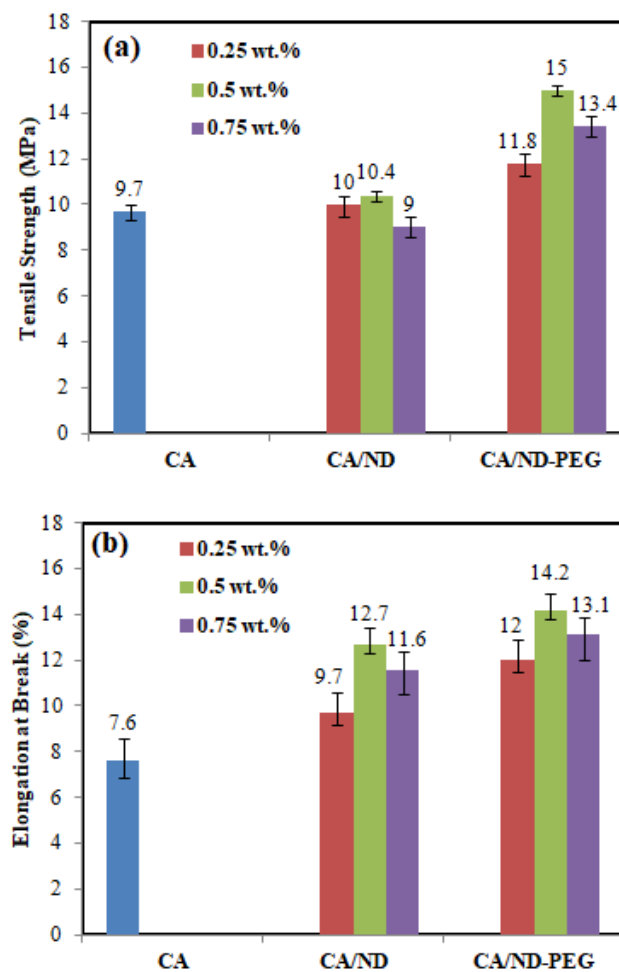 (a)
0.25 wt.%
0.5 wt.%
0.75 wt.%
Tensile Strength (MPa)
18
16
14
12
10
8
6
4
2
0
9.7
10
10.4
9
11.8
15
13.4
CA
CA/ND
CA/ND-PEG
(b)
0.25 wt.%
0.5 wt.%
0.75 wt.%
Elongation at Break (%)
18
16
14
12
10
8
6
4
2
0
7.6
9.7
12.7
11.6
12
14.2
13.1
CA
CA/ND
CA/ND-PEG